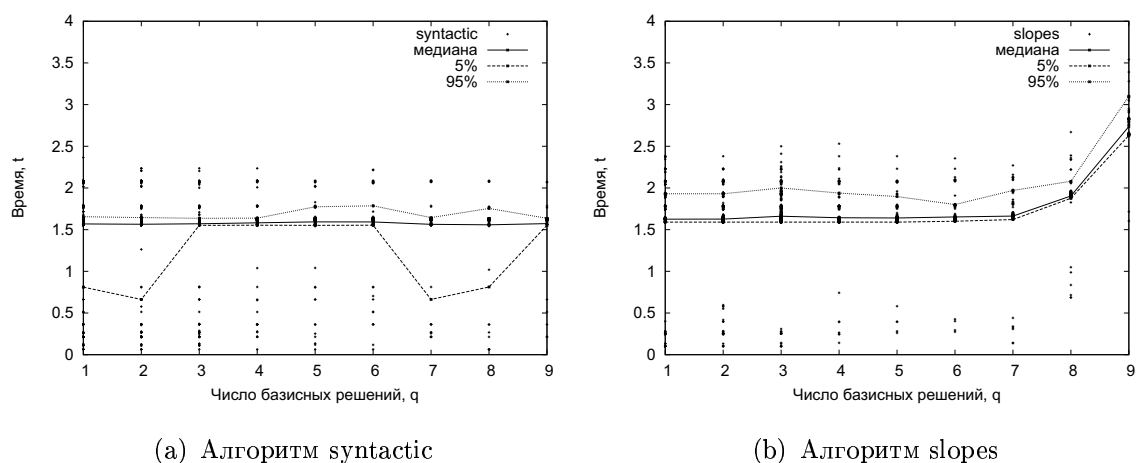 4
3.5
3
2.5
2
1.5
1
0.5
0
1 2 3 4 5 6 7 8 9
Время, t
Число базисных решений, q
syntactic
медиана
5%
95%
(a) Алгоритм syntactic
4
3.5
3
2.5
2
1.5
1
0.5
0
1 2 3 4 5 6 7 8 9
Время, t
Число базисных решений, q
slopes
медиана
5%
95%
(b) Алгоритм slopes